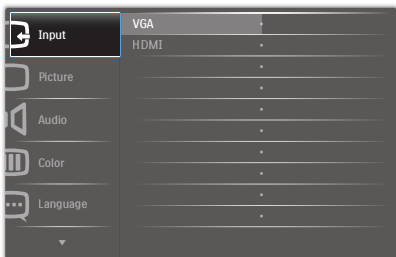 Input
VGA
HDMI
Picture
Audio
Color
Language